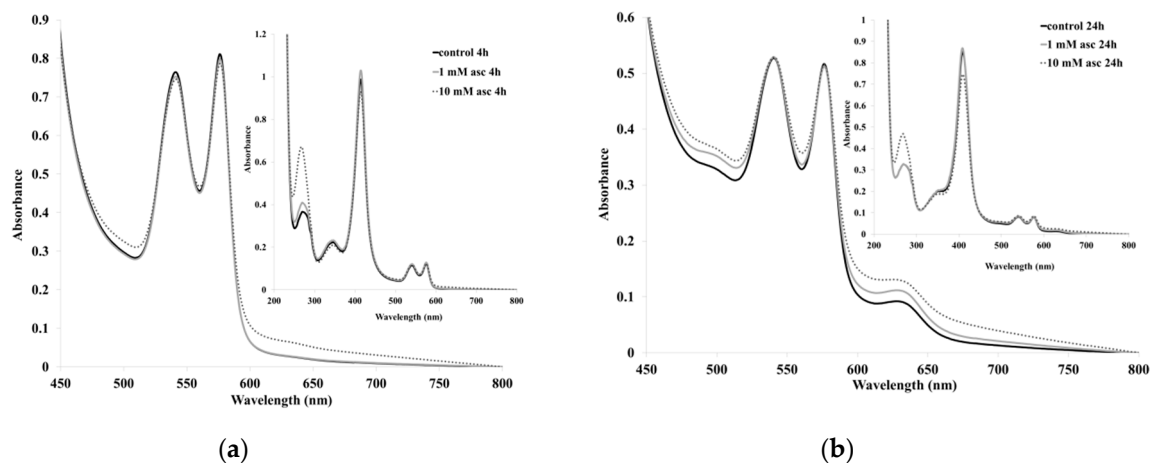 0.9
0.8
0.7
0.6
0.5
0.4
0.3
0.2
0.1
0
Absorbance
450 500 550 600 650 700 750 800
Wavelength (nm)
1.2
1
0.8
0.6
0.4
0.2
0
Absorbance
200 300 400 500 600 700 800
Wavelength (nm)
control 4h
1 mM asc 4h
10 mM asc 4h
(a)
0.6
0.5
0.4
0.3
0.2
0.1
0
Absorbance
450 500 550 600 650 700 750 800
Wavelength (nm)
1
0.9
0.8
0.7
0.6
0.5
0.4
0.3
0.2
0.1
0
Absorbance
200 300 400 500 600 700 800
Wavelength (nm)
control 24h
1 mM asc 24h
10 mM asc 24h
(b)